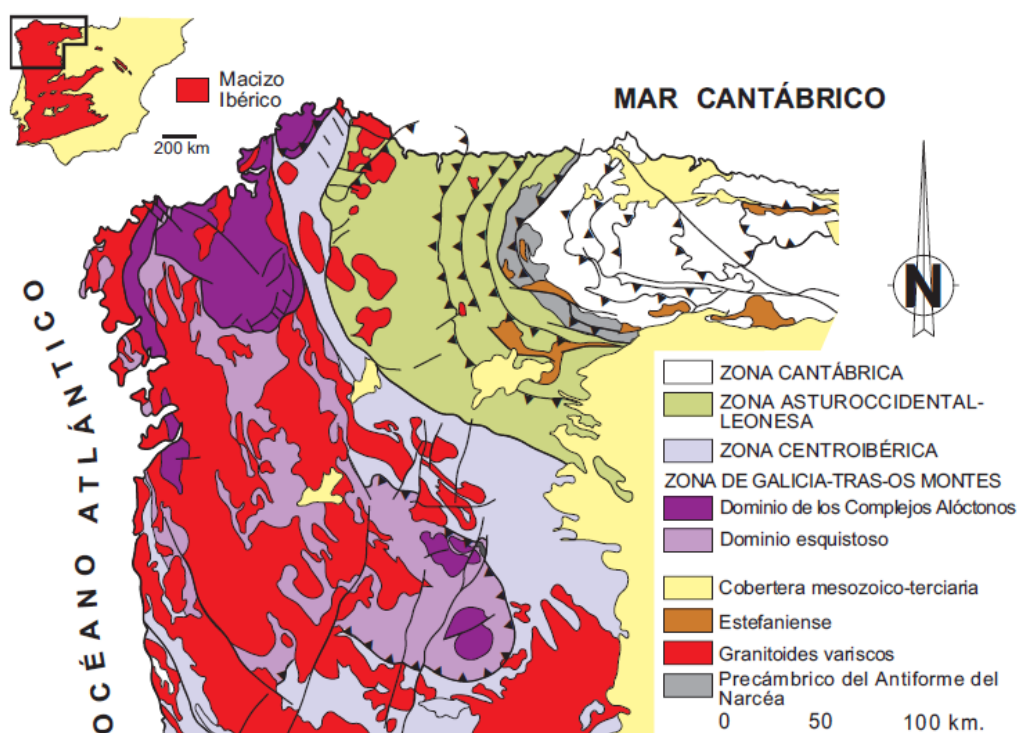 Macizo
Ibérico
200 km
MAR CANTÁBRICO
OCÉANO ATLÁNTICO
N
ZONA CANTÁBRICA
ZONA ASTUROCCIDENTAL-
LEONESA
ZONA CENTROIBÉRICA
ZONA DE GALICIA-TRAS-OS MONTES
Dominio de los Complejos Alóctonos
Dominio esquistoso
Cobertera mesozoico-terciaria
Estefaniense
Granitoides variscos
Precámbrico del Antiforme del
Narcéa
0 50 100 km.